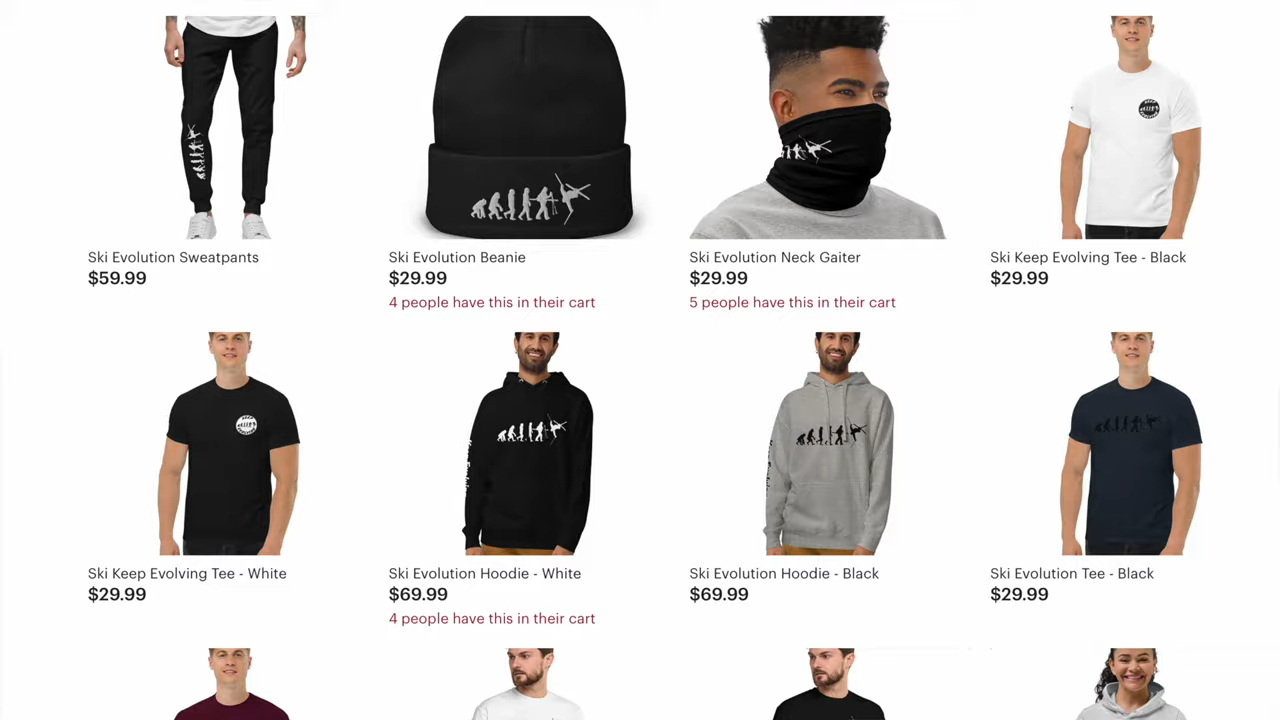 Ski Evolution Sweatpants
$59.99
Ski Evolution Beanie
$29.99
4 people have this in their cart
Ski Evolution Neck Gaiter
$29.99
5 people have this in their cart
Ski Keep Evolving Tee - Black
$29.99
Ski Keep Evolving Tee - White
$29.99
Ski Evolution Hoodie - White
$69.99
4 people have this in their cart
Ski Evolution Hoodie - Black
$69.99
Ski Evolution Tee - Black
$29.99